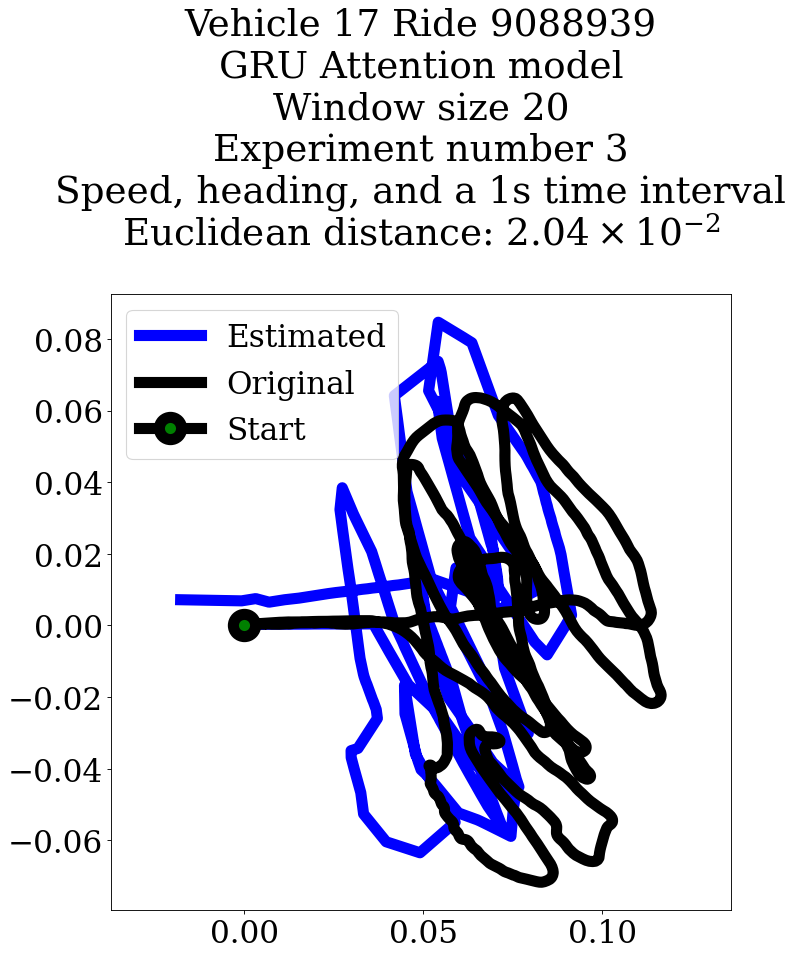 Vehicle 17 Ride 9088939
GRU Attention model
Window size 20
Experiment number 3
Speed, heading, and a 1s time interval
Euclidean distance: 2.04 × 10⁻²
Estimated
Original
Start
0.08
0.06
0.04
0.02
0.00
−0.02
−0.04
−0.06
0.00 0.05 0.10